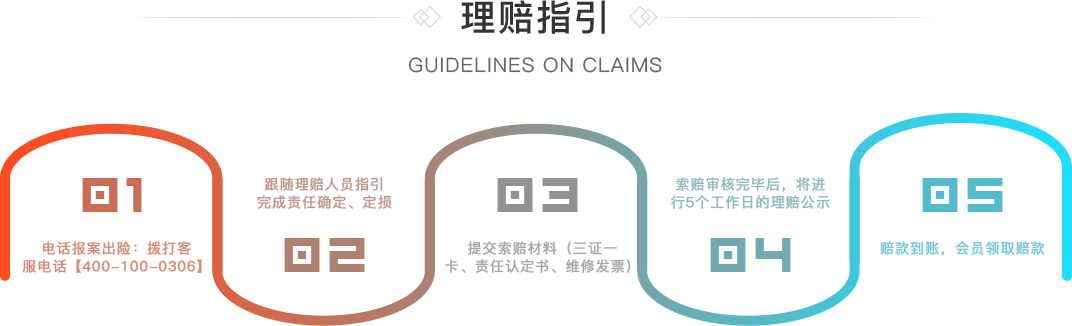 理赔指引
GUIDELINES ON CLAIMS
01
电话报案出险：拨打客
服电话【400-100-0306】
跟随理赔人员指引
完成责任确定、定损
02
03
提交索赔材料（三证一
卡、责任认定书、维修发票）
索赔审核完毕后，将进
行5个工作日的理赔公示
04
05
赔款到账，会员领取赔款